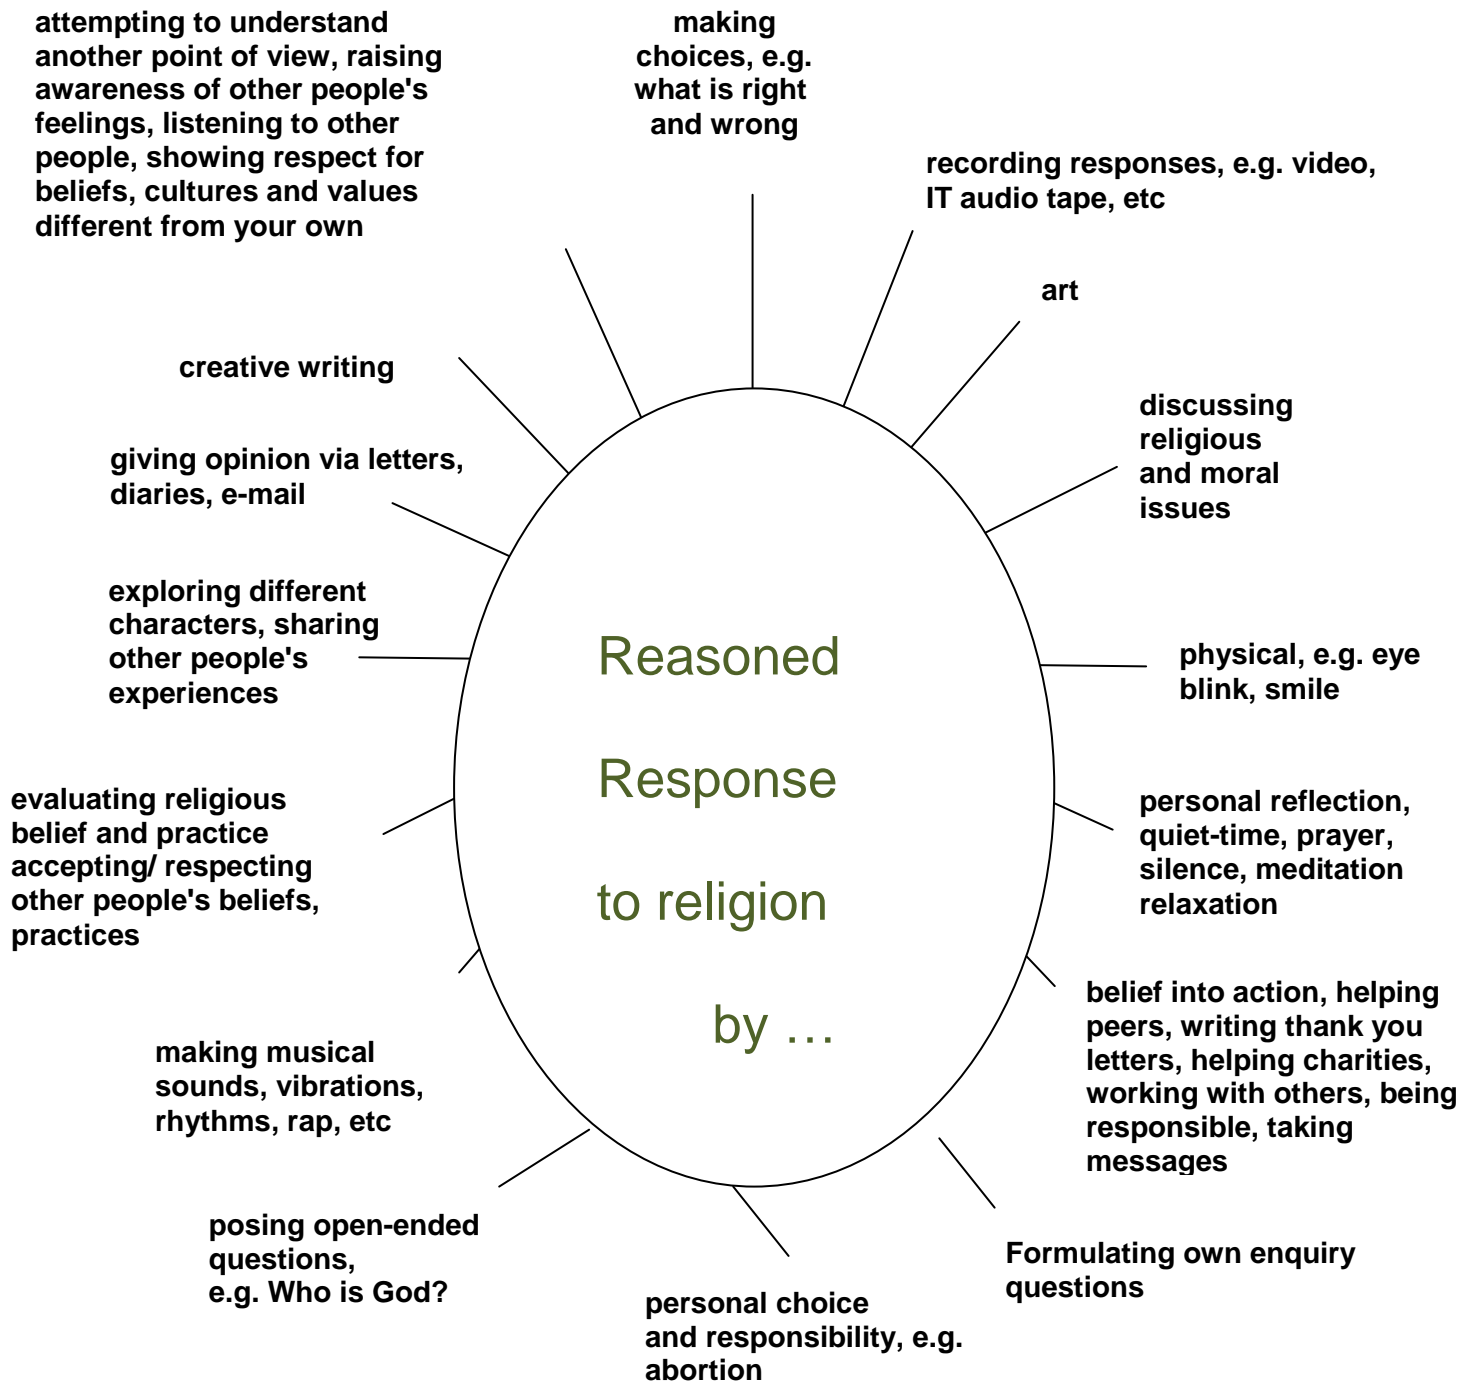 attempting to understand
another point of view, raising
awareness of other people's
feelings, listening to other
people, showing respect for
beliefs, cultures and values
different from your own
making
choices, e.g.
what is right
and wrong
recording responses, e.g. video,
IT audio tape, etc
art
creative writing
discussing
religious
and moral
issues
giving opinion via letters,
diaries, e-mail
exploring different
characters, sharing
other people's
experiences
Reasoned
Response
to religion
by …
physical, e.g. eye
blink, smile
evaluating religious
belief and practice
accepting/ respecting
other people's beliefs,
practices
personal reflection,
quiet-time, prayer,
silence, meditation
relaxation
belief into action, helping
peers, writing thank you
letters, helping charities,
working with others, being
responsible, taking
messages
making musical
sounds, vibrations,
rhythms, rap, etc
posing open-ended
questions,
e.g. Who is God?
personal choice
and responsibility, e.g.
abortion
Formulating own enquiry
questions